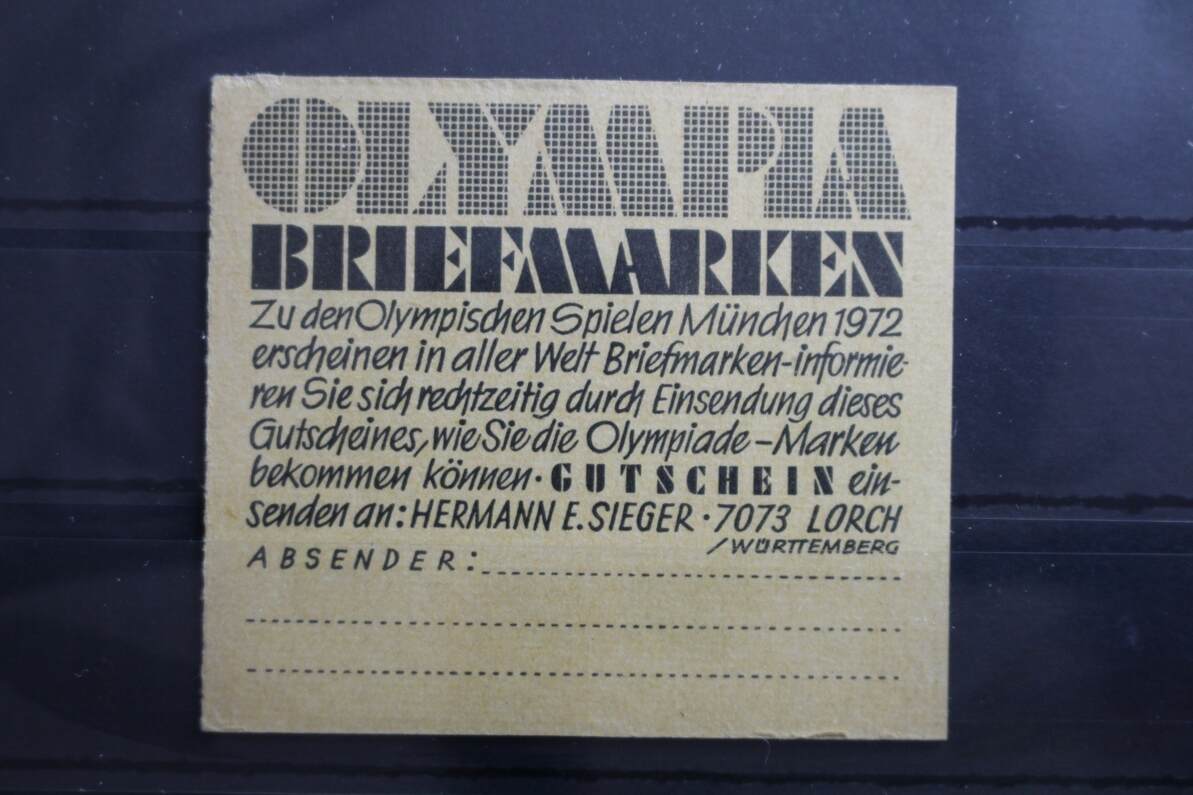 OLYMPIA
BRIEFMARKEN
Zu den Olympischen Spielen München 1972
erscheinen in aller Welt Briefmarken-informie-
ren Sie sich rechtzeitig durch Einsendung dieses
Gutscheines, wie Sie die Olympiade-Marken
bekommen können · GUTSCHEIN ein-
senden an: HERMANN E. SIEGER · 7073 LORCH
/WÜRTTEMBERG
ABSENDER: